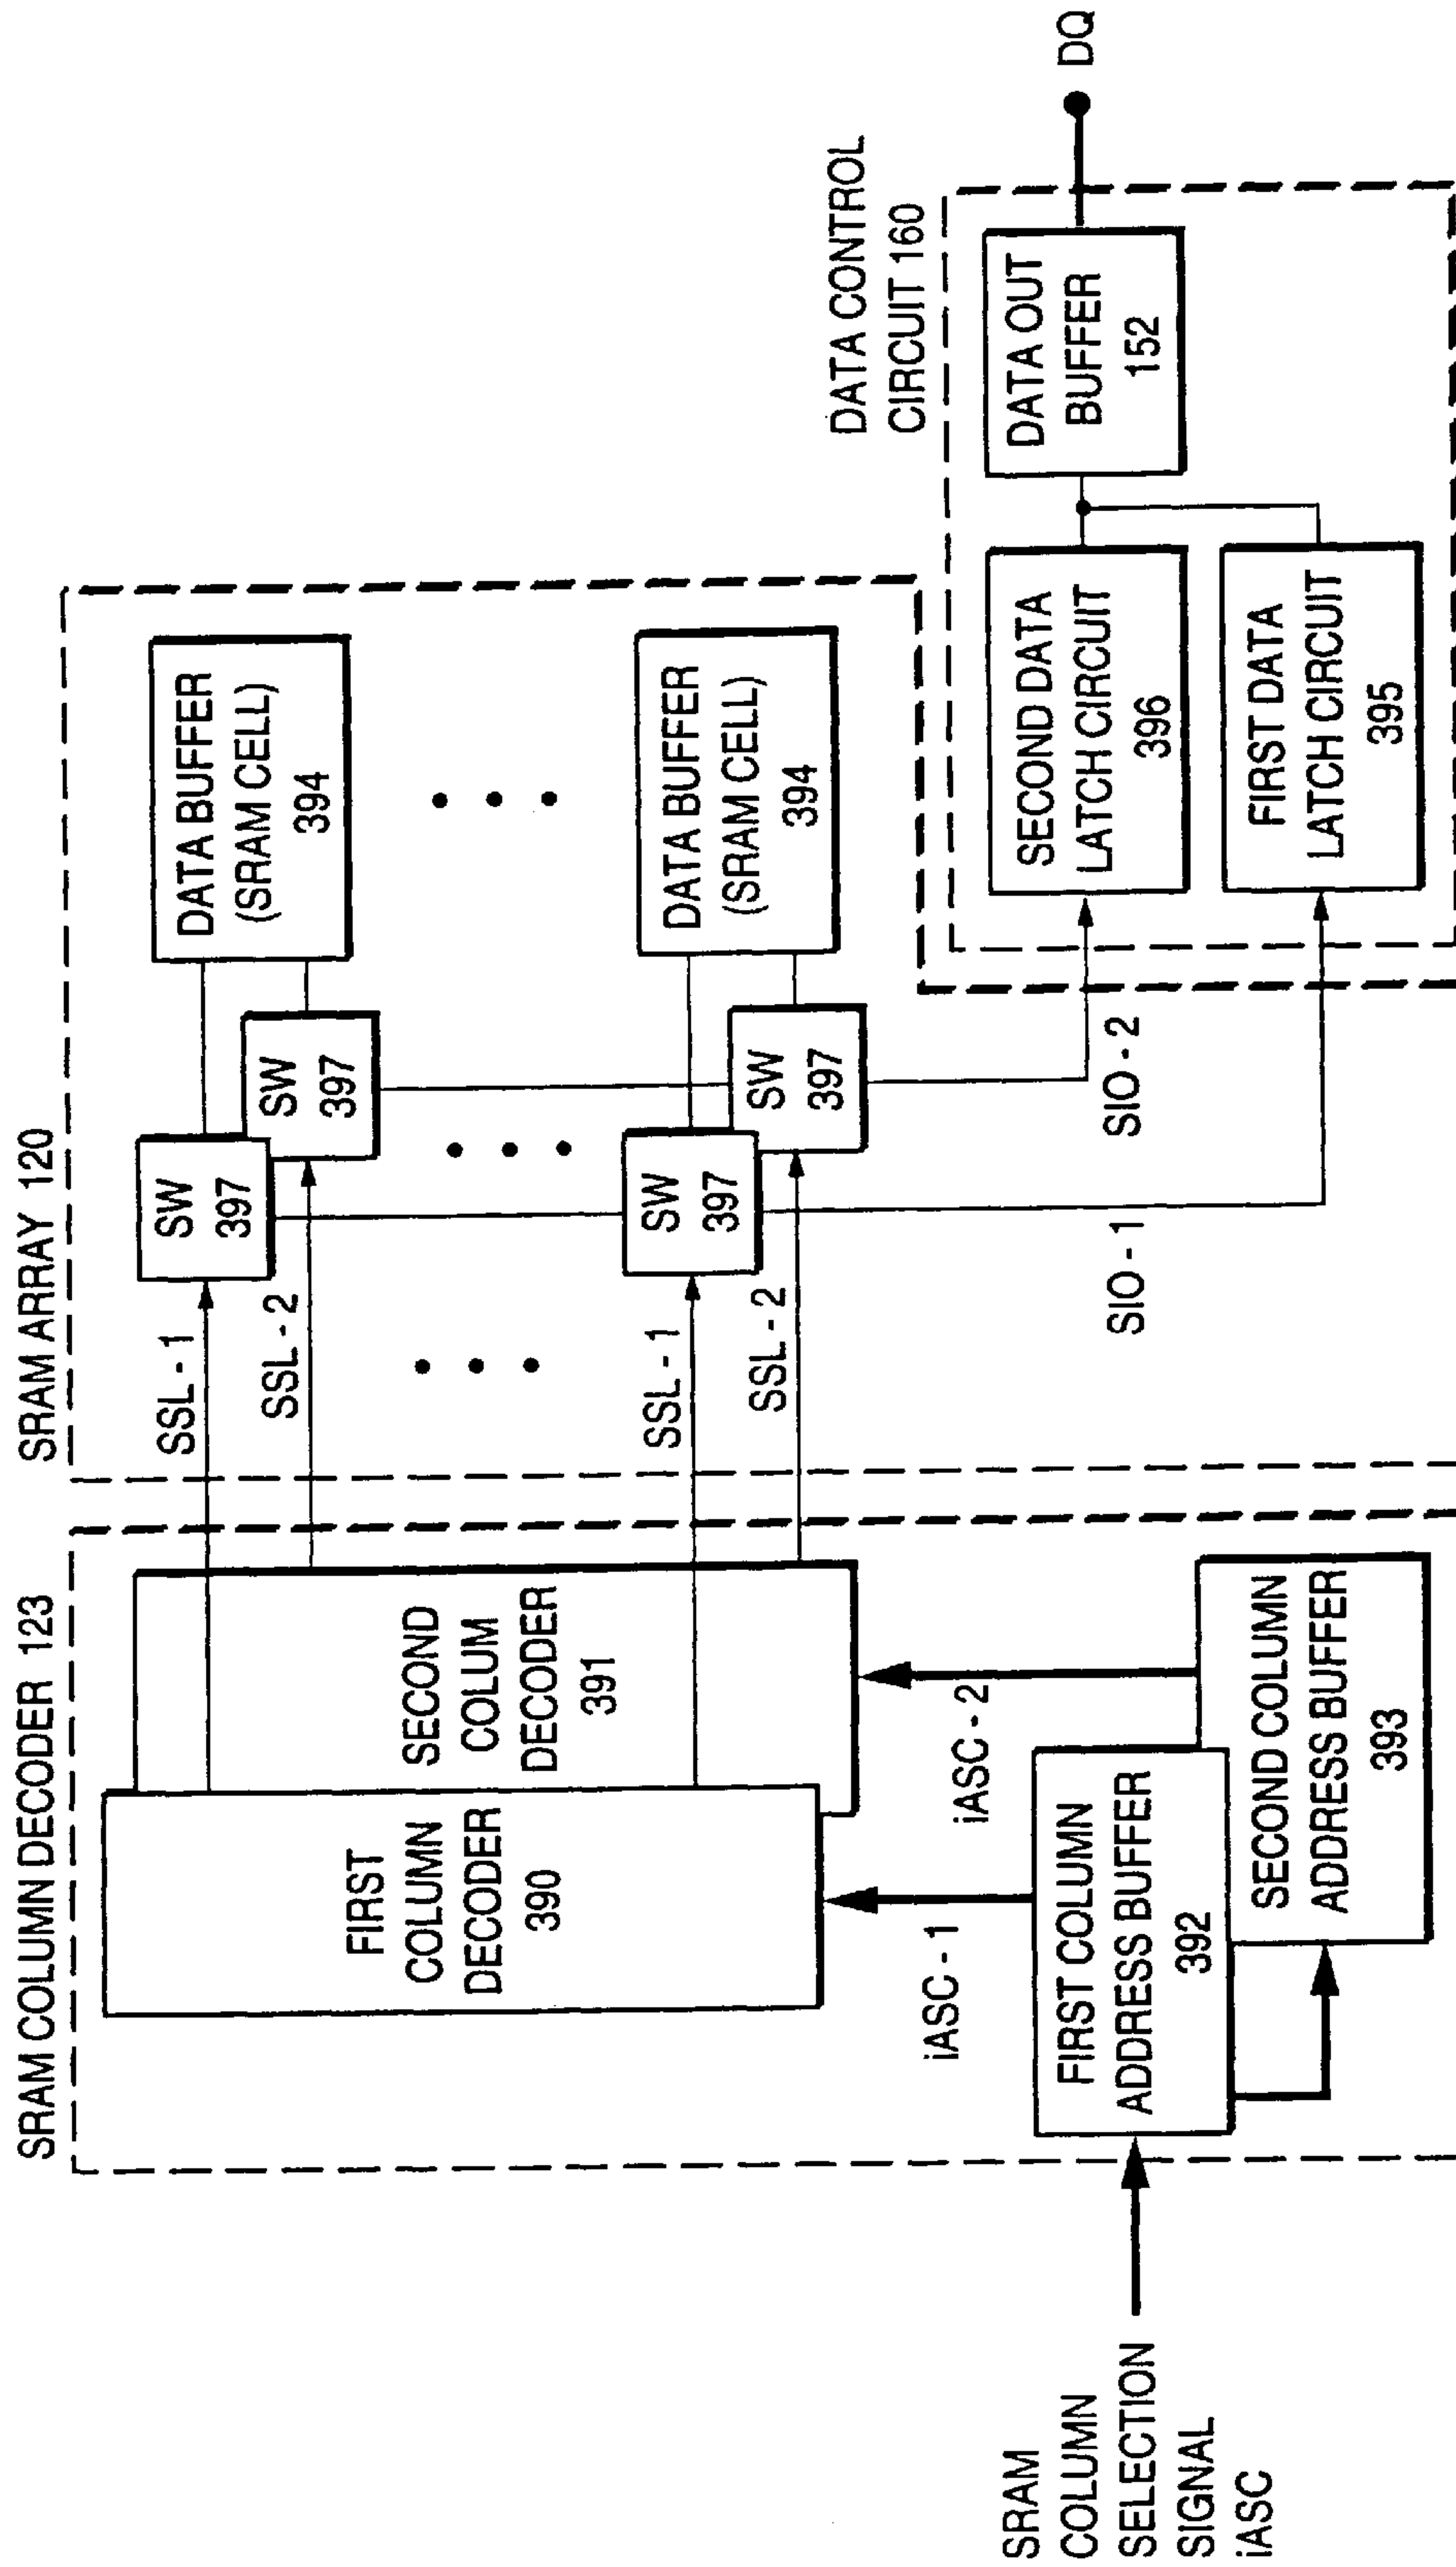 SRAM COLUMN DECODER 123
SRAM ARRAY 120
FIRST
COLUMN
DECODER
390
SECOND
COLUM
DECODER
391
SSL - 1
SSL - 2
SSL - 1
SSL - 2
SW
397
SW
397
SW
397
SW
397
DATA BUFFER
(SRAM CELL)
394
DATA BUFFER
(SRAM CELL)
394
SRAM
COLUMN
SELECTION
SIGNAL
iASC
iASC - 1
iASC - 2
FIRST COLUMN
ADDRESS BUFFER
392
SECOND COLUMN
ADDRESS BUFFER
393
SIO - 1
SIO - 2
DATA CONTROL
CIRCUIT 160
SECOND DATA
LATCH CIRCUIT
396
FIRST DATA
LATCH CIRCUIT
395
DATA OUT
BUFFER
152
DQ